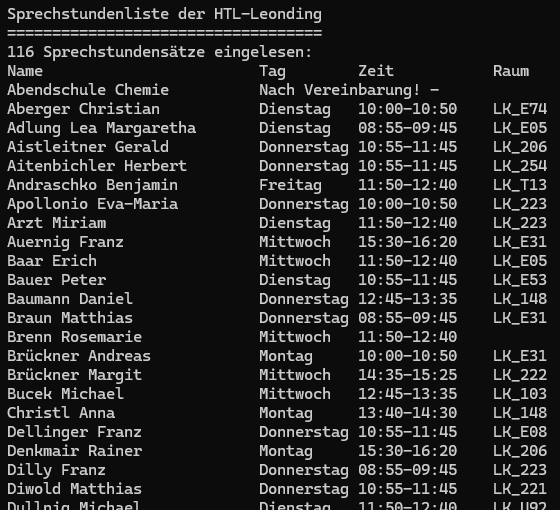 Sprechstundenliste der HTL-Leonding
===================================
116 Sprechstundensätze eingelesen:
Name Tag Zeit Raum
Abendschule Chemie Nach Vereinbarung! -
Aberger Christian Dienstag 10:00-10:50 LK_E74
Adlung Lea Margaretha Dienstag 08:55-09:45 LK_E05
Aistleitner Gerald Donnerstag 10:55-11:45 LK_206
Aitenbichler Herbert Donnerstag 10:55-11:45 LK_254
Andraschko Benjamin Freitag 11:50-12:40 LK_T13
Apollonio Eva-Maria Donnerstag 10:00-10:50 LK_223
Arzt Miriam Dienstag 11:50-12:40 LK_223
Auernig Franz Mittwoch 15:30-16:20 LK_E31
Baar Erich Mittwoch 11:50-12:40 LK_E05
Bauer Peter Dienstag 10:55-11:45 LK_E53
Baumann Daniel Donnerstag 12:45-13:35 LK_148
Braun Matthias Donnerstag 08:55-09:45 LK_E31
Brenn Rosemarie Mittwoch 11:50-12:40
Brückner Andreas Montag 10:00-10:50 LK_E31
Brückner Margit Mittwoch 14:35-15:25 LK_222
Bucek Michael Mittwoch 12:45-13:35 LK_103
Christl Anna Montag 13:40-14:30 LK_148
Dellinger Franz Donnerstag 10:55-11:45 LK_E08
Denkmair Rainer Montag 15:30-16:20 LK_206
Dilly Franz Donnerstag 08:55-09:45 LK_223
Diwold Matthias Donnerstag 10:55-11:45 LK_221
Dullnig Michael Dienstag 11:50-12:40 LK_U92